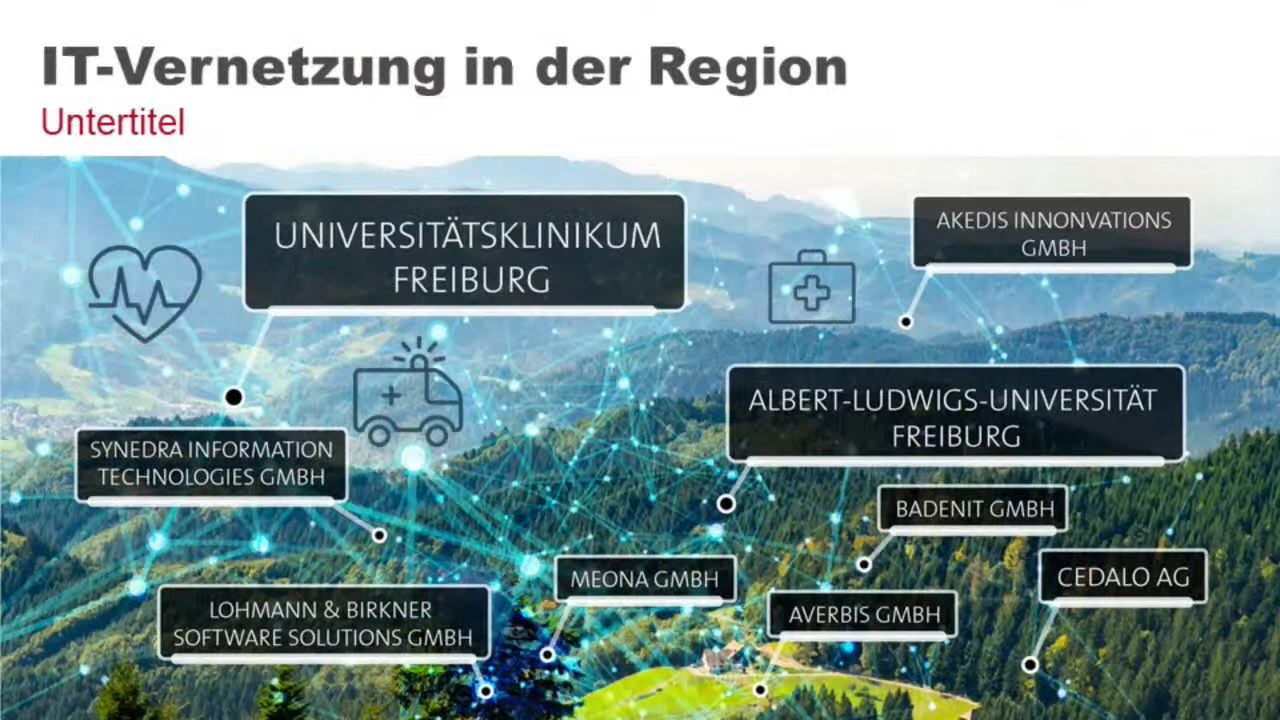 IT-Vernetzung in der Region
Untertitel
UNIVERSITÄTSKLINIKUM
FREIBURG
AKEDIS INNONVATIONS
GMBH
ALBERT-LUDWIGS-UNIVERSITÄT
FREIBURG
SYNEDRA INFORMATION
TECHNOLOGIES GMBH
BADENIT GMBH
MEONA GMBH
CEDALO AG
LOHMANN & BIRKNER
SOFTWARE SOLUTIONS GMBH
AVERBIS GMBH